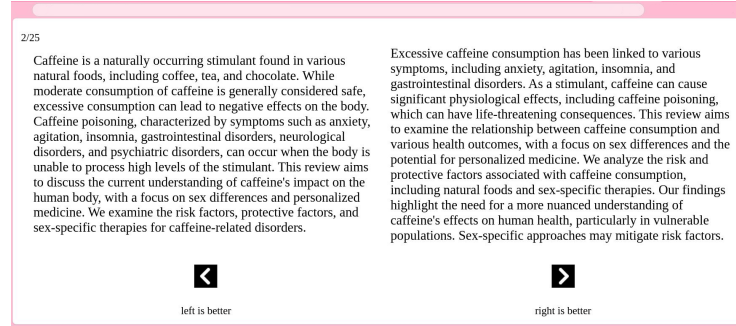 2/25
Caffeine is a naturally occurring stimulant found in various
natural foods, including coffee, tea, and chocolate. While
moderate consumption of caffeine is generally considered safe,
excessive consumption can lead to negative effects on the body.
Caffeine poisoning, characterized by symptoms such as anxiety,
agitation, insomnia, gastrointestinal disorders, neurological
disorders, and psychiatric disorders, can occur when the body is
unable to process high levels of the stimulant. This review aims
to discuss the current understanding of caffeine's impact on the
human body, with a focus on sex differences and personalized
medicine. We examine the risk factors, protective factors, and
sex-specific therapies for caffeine-related disorders.
left is better
Excessive caffeine consumption has been linked to various
symptoms, including anxiety, agitation, insomnia, and
gastrointestinal disorders. As a stimulant, caffeine can cause
significant physiological effects, including caffeine poisoning,
which can have life-threatening consequences. This review aims
to examine the relationship between caffeine consumption and
various health outcomes, with a focus on sex differences and the
potential for personalized medicine. We analyze the risk and
protective factors associated with caffeine consumption,
including natural foods and sex-specific therapies. Our findings
highlight the need for a more nuanced understanding of
caffeine's effects on human health, particularly in vulnerable
populations. Sex-specific approaches may mitigate risk factors.
right is better